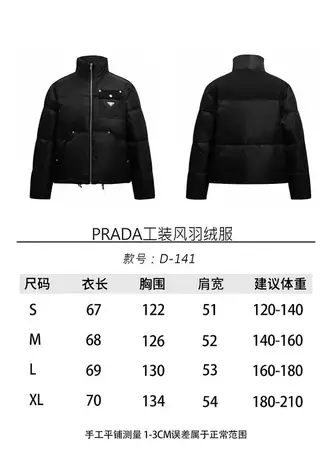 PRADA工装风羽绒服
款号：D-141
尺码 衣长 胸围 肩宽 建议体重
S 67 122 51 120-140
M 68 126 52 140-160
L 69 130 53 160-180
XL 70 134 54 180-210
手工平铺测量 1-3CM误差属于正常范围